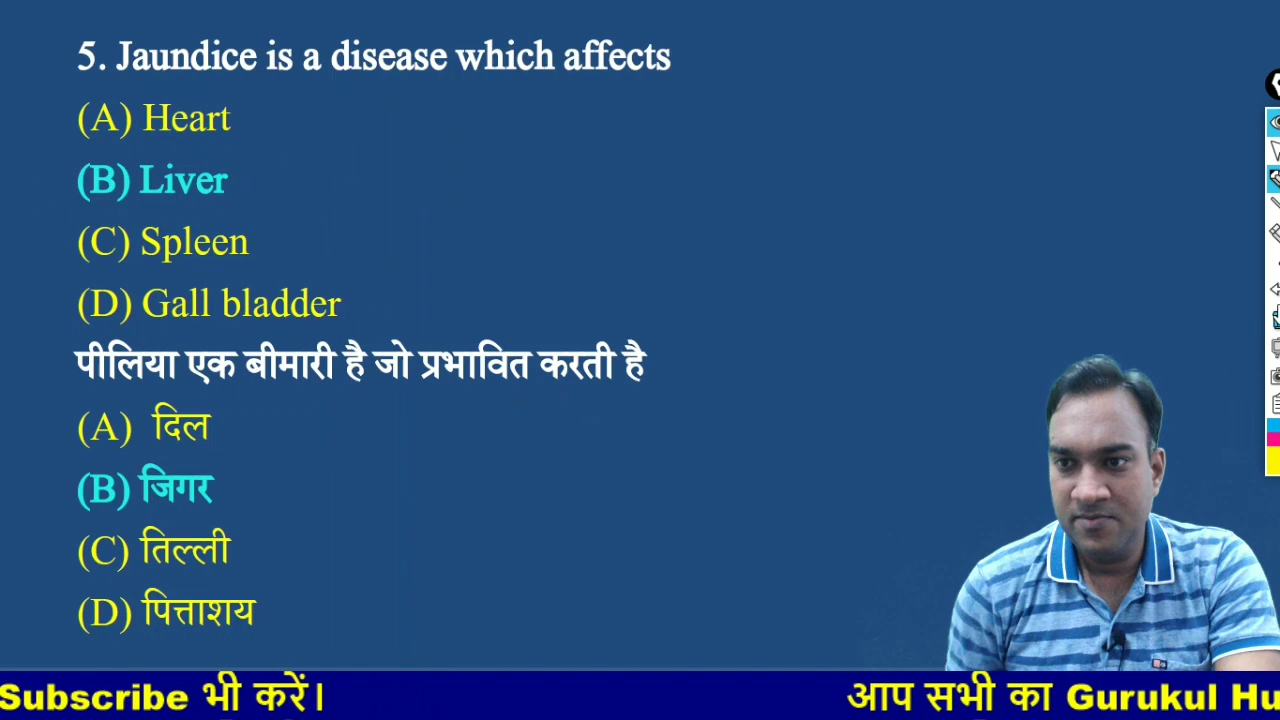 5. Jaundice is a disease which affects
(A) Heart
(B) Liver
(C) Spleen
(D) Gall bladder
पीलिया एक बीमारी है जो प्रभावित करती है
(A) दिल
(B) जिगर
(C) तिल्ली
(D) पित्ताशय
Subscribe भी करें। आप सभी का Gurukul Hu